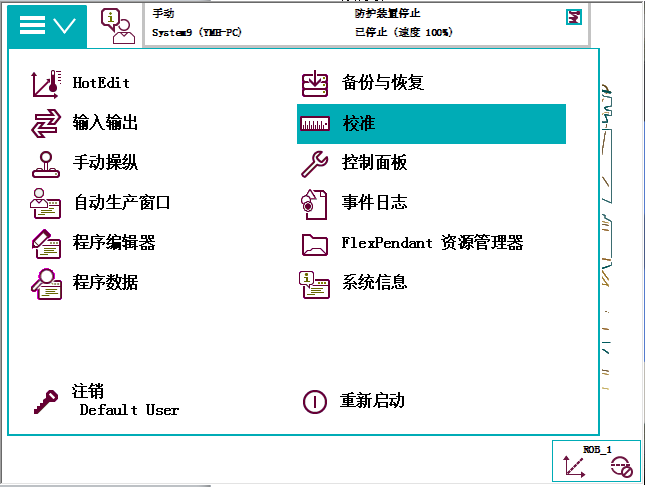 手动
防护装置停止
System9 (YMH-PC)
已停止 (速度 100%)
HotEdit
备份与恢复
输入输出
校准
手动操纵
控制面板
自动生产窗口
事件日志
程序编辑器
FlexPendant 资源管理器
程序数据
系统信息
注销
Default User
重新启动
ROB_1